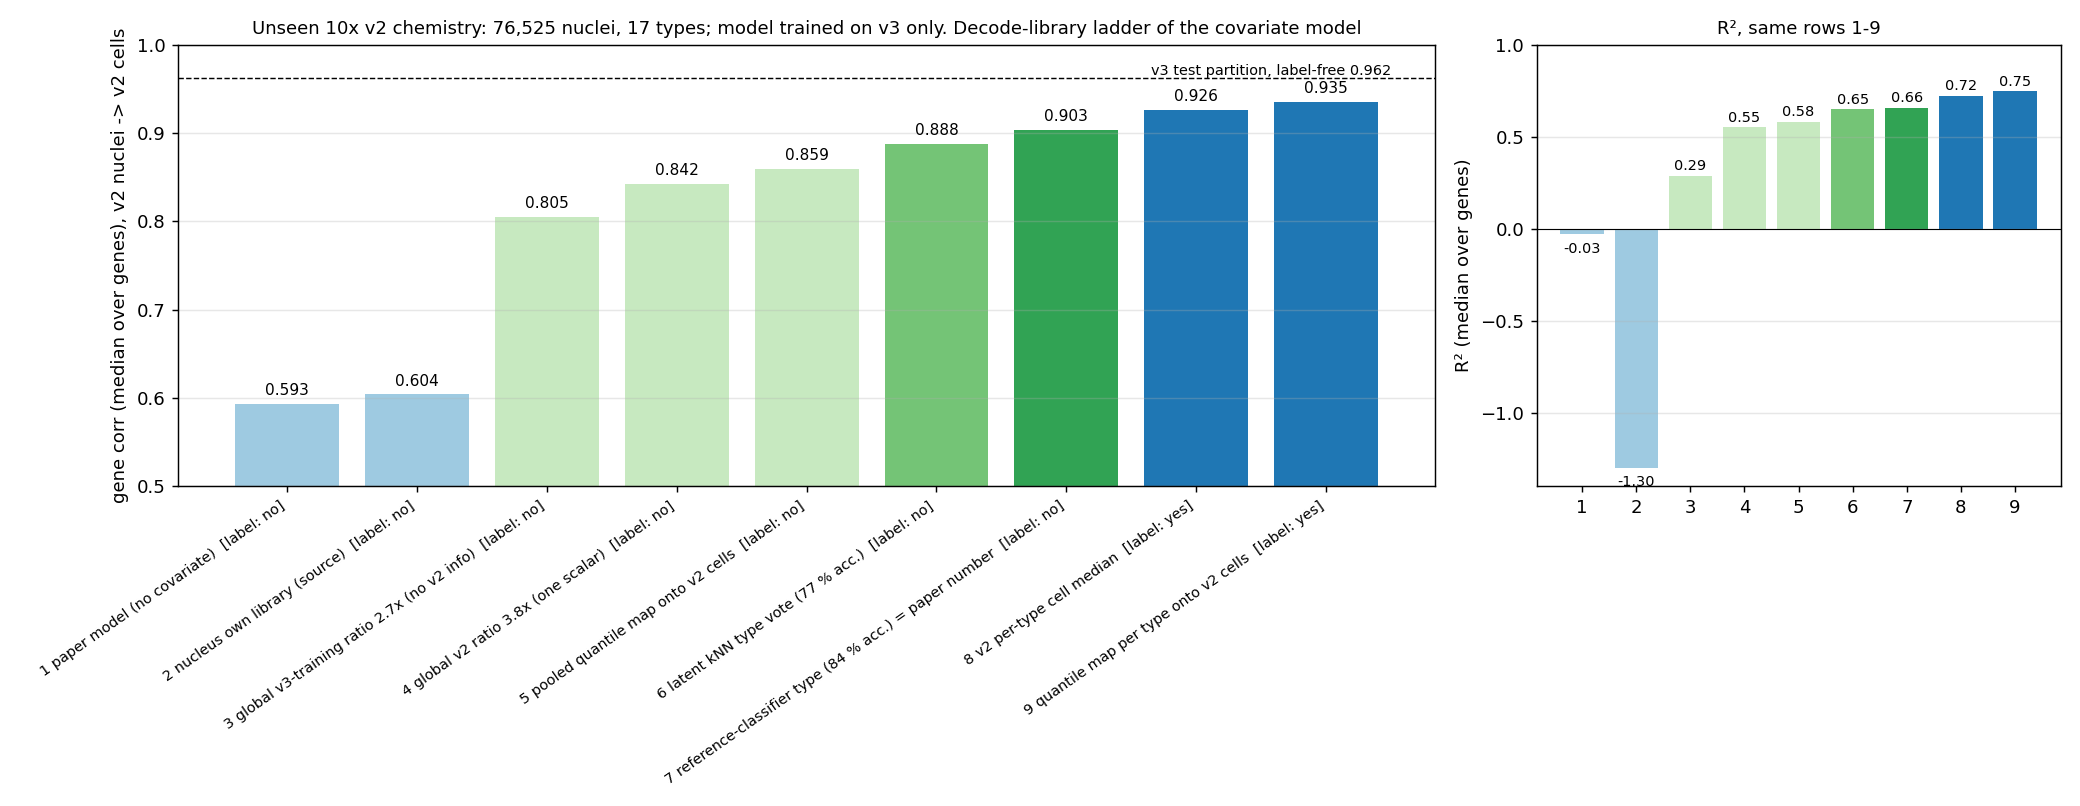 Unseen 10x v2 chemistry: 76,525 nuclei, 17 types; model trained on v3 only. Decode-library ladder of the covariate model
gene corr (median over genes), v2 nuclei -> v2 cells
1.0
0.9
0.8
0.7
0.6
0.5
v3 test partition, label-free 0.962
0.593
0.604
0.805
0.842
0.859
0.888
0.903
0.926
0.935
1 paper model (no covariate)  [label: no]
2 nucleus own library (source)  [label: no]
3 global v3-training ratio 2.7x (no v2 info)  [label: no]
4 global v2 ratio 3.8x (one scalar)  [label: no]
5 pooled quantile map onto v2 cells  [label: no]
6 latent kNN type vote (77 % acc.)  [label: no]
7 reference-classifier type (84 % acc.) = paper number  [label: no]
8 v2 per-type cell median  [label: yes]
9 quantile map per type onto v2 cells  [label: yes]
R², same rows 1-9
R² (median over genes)
1.0
0.5
0.0
−0.5
−1.0
-0.03
-1.30
0.29
0.55
0.58
0.65
0.66
0.72
0.75
1 2 3 4 5 6 7 8 9